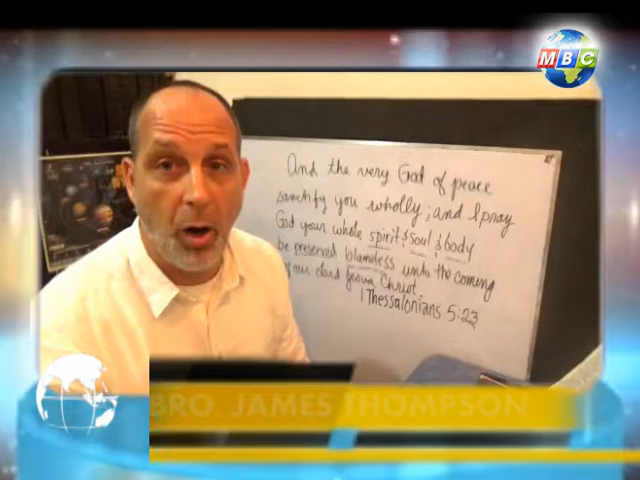 MBC
And the very God of peace
sanctify you wholly; and I pray
God your whole spirit & soul & body
be preserved blameless unto the coming
of our Lord Jesus Christ
1 Thessalonians 5:23
BRO. JAMES THOMPSON